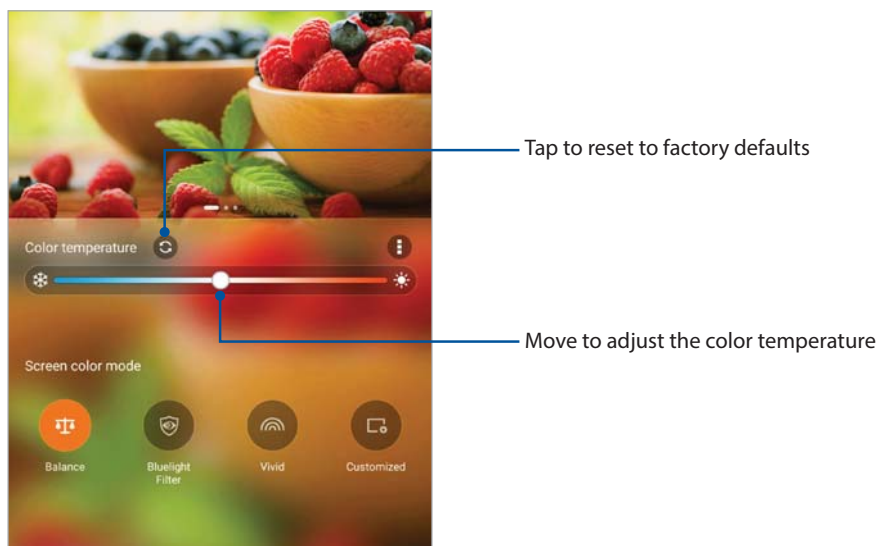 Tap to reset to factory defaults
Color temperature
Move to adjust the color temperature
Screen color mode
Balance
Bluelight
Filter
Vivid
Customized